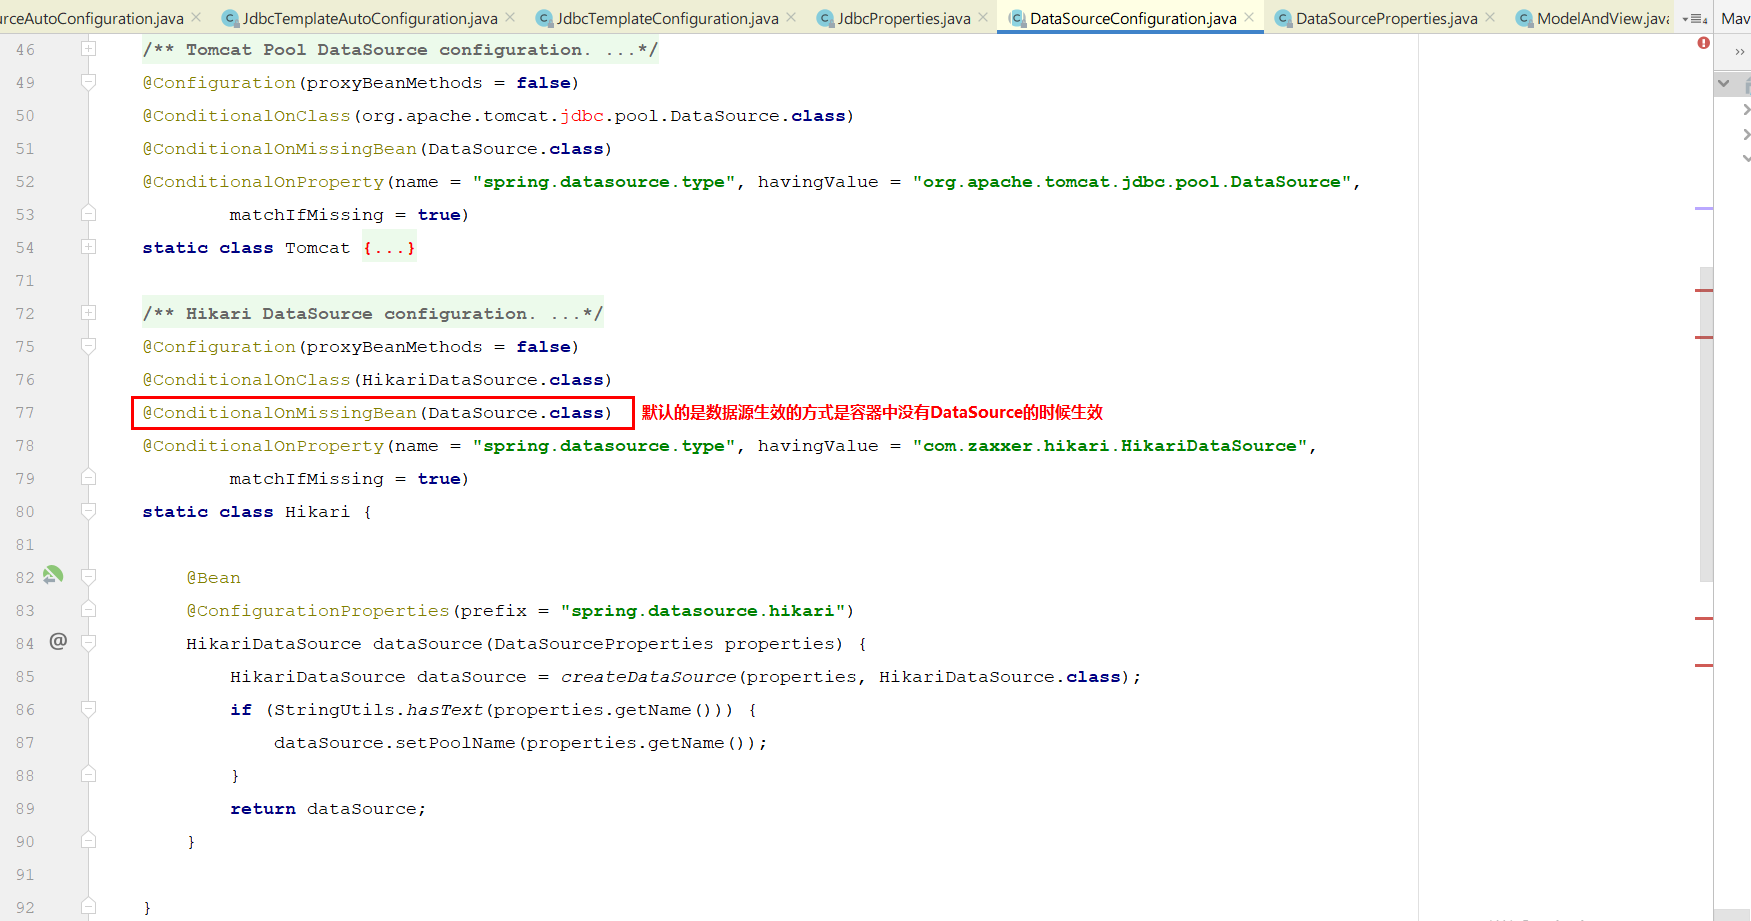 urceAutoConfiguration.java JdbcTemplateAutoConfiguration.java JdbcTemplateConfiguration.java JdbcProperties.java DataSourceConfiguration.java DataSourceProperties.java ModelAndView.java 4 Mav
46 /** Tomcat Pool DataSource configuration. ...*/
49 @Configuration(proxyBeanMethods = false)
50 @ConditionalOnClass(org.apache.tomcat.jdbc.pool.DataSource.class)
51 @ConditionalOnMissingBean(DataSource.class)
52 @ConditionalOnProperty(name = "spring.datasource.type", havingValue = "org.apache.tomcat.jdbc.pool.DataSource",
53 matchIfMissing = true)
54 static class Tomcat {...}
71
72 /** Hikari DataSource configuration. ...*/
75 @Configuration(proxyBeanMethods = false)
76 @ConditionalOnClass(HikariDataSource.class)
77 @ConditionalOnMissingBean(DataSource.class) 默认的是数据源生效的方式是容器中没有DataSource的时候生效
78 @ConditionalOnProperty(name = "spring.datasource.type", havingValue = "com.zaxxer.hikari.HikariDataSource",
79 matchIfMissing = true)
80 static class Hikari {
81
82 @Bean
83 @ConfigurationProperties(prefix = "spring.datasource.hikari")
84 @ HikariDataSource dataSource(DataSourceProperties properties) {
85 HikariDataSource dataSource = createDataSource(properties, HikariDataSource.class);
86 if (StringUtils.hasText(properties.getName())) {
87 dataSource.setPoolName(properties.getName());
88 }
89 return dataSource;
90 }
91
92 }